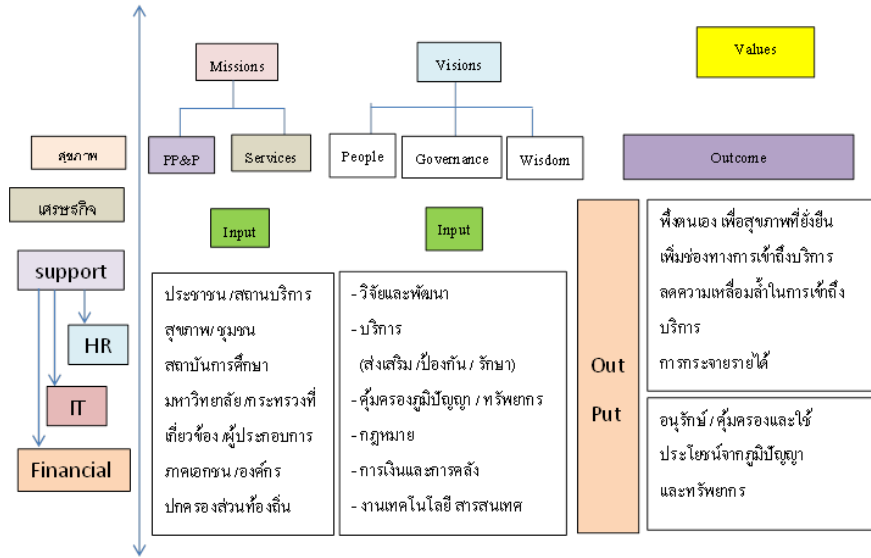 Missions
Visions
Values
สุขภาพ
PP&P
Services
People
Governance
Wisdom
Outcome
เศรษฐกิจ
Input
Input
support
HR
IT
Financial
ประชาชน /สถานบริการ
สุขภาพ/ ชุมชน
สถาบันการศึกษา
มหาวิทยาลัย/กระทรวงที่
เกี่ยวข้อง /ผู้ประกอบการ
ภาคเอกชน /องค์กร
ปกครองส่วนท้องถิ่น
- วิจัยและพัฒนา
- บริการ
(ส่งเสริม /ป้องกัน / รักษา)
- คุ้มครองภูมิปัญญา / ทรัพยากร
- กฎหมาย
- การเงินและการคลัง
- งานเทคโนโลยี สารสนเทศ
Out
Put
พึ่งตนเอง เพื่อสุขภาพที่ยั่งยืน
เพิ่มช่องทางการเข้าถึงบริการ
ลดความเหลื่อมล้ำในการเข้าถึง
บริการ
การกระจายรายได้
อนุรักษ์ / คุ้มครองและใช้
ประโยชน์จากภูมิปัญญา
และทรัพยากร